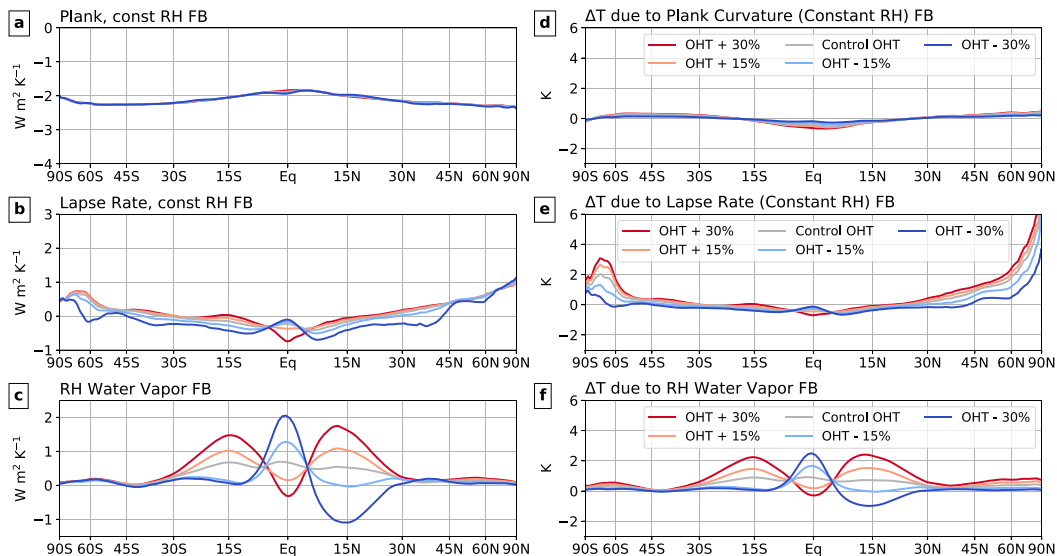 a Plank, const RH FB
0
−1
−2
−3
−4
W m² K⁻¹
90S 60S 45S 30S 15S Eq 15N 30N 45N 60N 90N
d ΔT due to Plank Curvature (Constant RH) FB
6
4
2
0
−2
K
OHT + 30% Control OHT OHT - 30%
OHT + 15% OHT - 15%
90S 60S 45S 30S 15S Eq 15N 30N 45N 60N 90N
b Lapse Rate, const RH FB
3
2
1
0
−1
W m² K⁻¹
90S 60S 45S 30S 15S Eq 15N 30N 45N 60N 90N
e ΔT due to Lapse Rate (Constant RH) FB
6
4
2
0
−2
K
OHT + 30% Control OHT OHT - 30%
OHT + 15% OHT - 15%
90S 60S 45S 30S 15S Eq 15N 30N 45N 60N 90N
c RH Water Vapor FB
2
1
0
−1
W m² K⁻¹
90S 60S 45S 30S 15S Eq 15N 30N 45N 60N 90N
f ΔT due to RH Water Vapor FB
6
4
2
0
−2
K
OHT + 30% Control OHT OHT - 30%
OHT + 15% OHT - 15%
90S 60S 45S 30S 15S Eq 15N 30N 45N 60N 90N